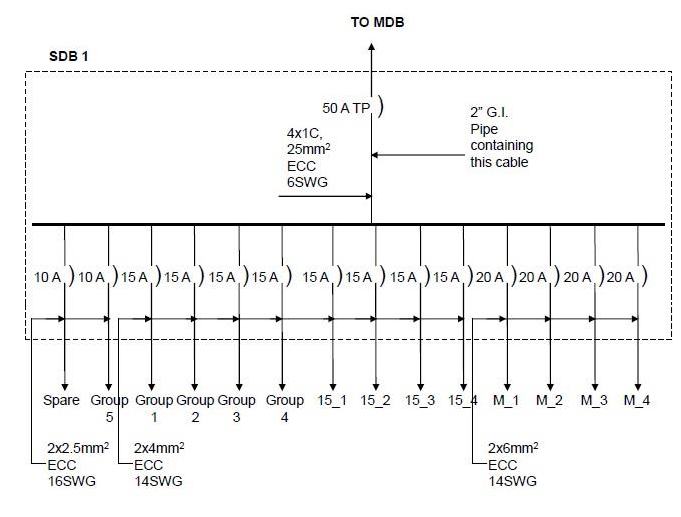 TO MDB
SDB 1
50 A TP
4x1C,
25mm²
ECC
6SWG
2” G.I.
Pipe
containing
this cable
10 A 10 A 15 A 15 A 15 A 15 A 15 A 15 A 15 A 15 A 20 A 20 A 20 A 20 A
Spare Group Group Group Group Group 15_1 15_2 15_3 15_4 M_1 M_2 M_3 M_4
5 1 2 3 4
2x2.5mm²
ECC
16SWG
2x4mm²
ECC
14SWG
2x6mm²
ECC
14SWG